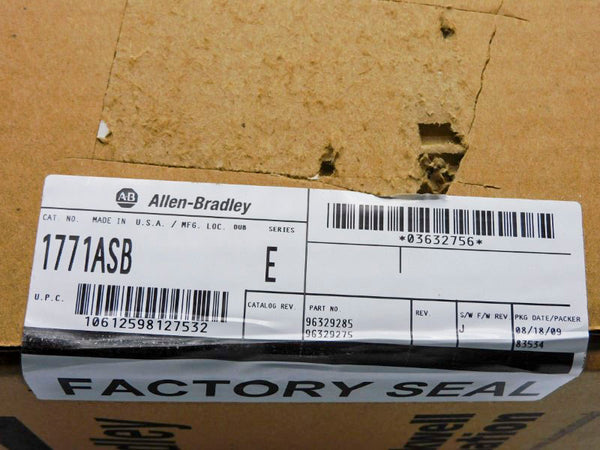 AB Allen-Bradley
CAT. NO. MADE IN U.S.A. / MFG. LOC. DUB SERIES
1771ASB E
*03632756*
U.P.C.
10612598127532
CATALOG REV. PART NO. REV. S/W F/W REV. PKG DATE/PACKER
96329285 J 08/18/09
96329275 83534
FACTORY SEAL